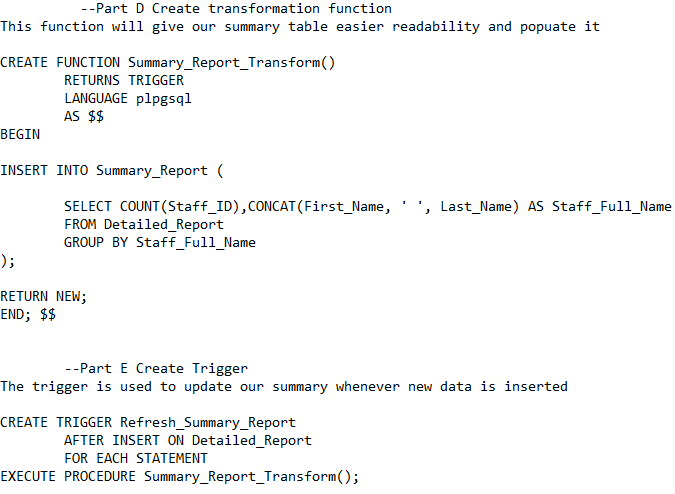 --Part D Create transformation function
This function will give our summary table easier readability and popuate it
CREATE FUNCTION Summary_Report_Transform()
RETURNS TRIGGER
LANGUAGE plpgsql
AS $$
BEGIN
INSERT INTO Summary_Report (
SELECT COUNT(Staff_ID),CONCAT(First_Name, ' ', Last_Name) AS Staff_Full_Name
FROM Detailed_Report
GROUP BY Staff_Full_Name
);
RETURN NEW;
END; $$
--Part E Create Trigger
The trigger is used to update our summary whenever new data is inserted
CREATE TRIGGER Refresh_Summary_Report
AFTER INSERT ON Detailed_Report
FOR EACH STATEMENT
EXECUTE PROCEDURE Summary_Report_Transform();